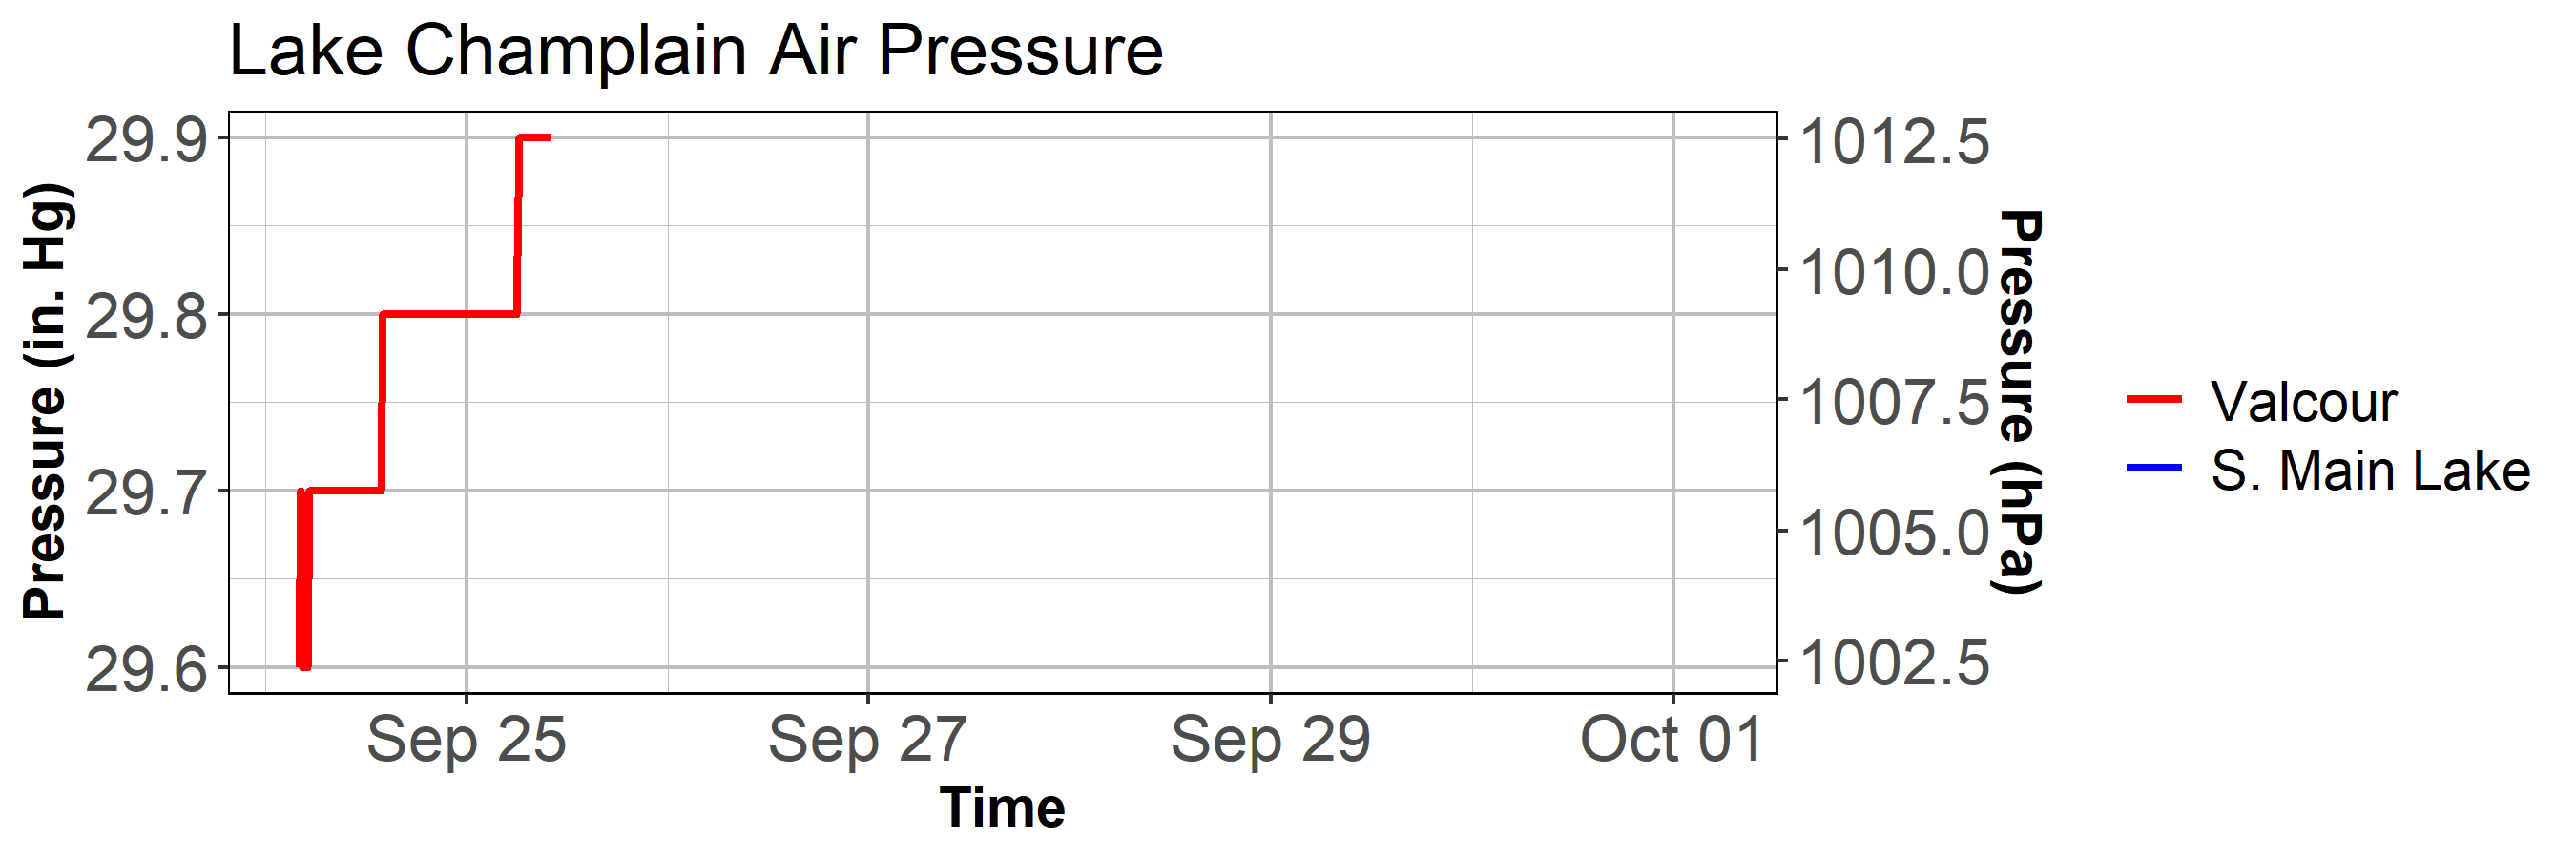 Lake Champlain Air Pressure
Pressure (in. Hg)
29.9
29.8
29.7
29.6
1012.5
1010.0
1007.5
1005.0
1002.5
Pressure (hPa)
Sep 25
Sep 27
Sep 29
Oct 01
Time
Valcour
S. Main Lake